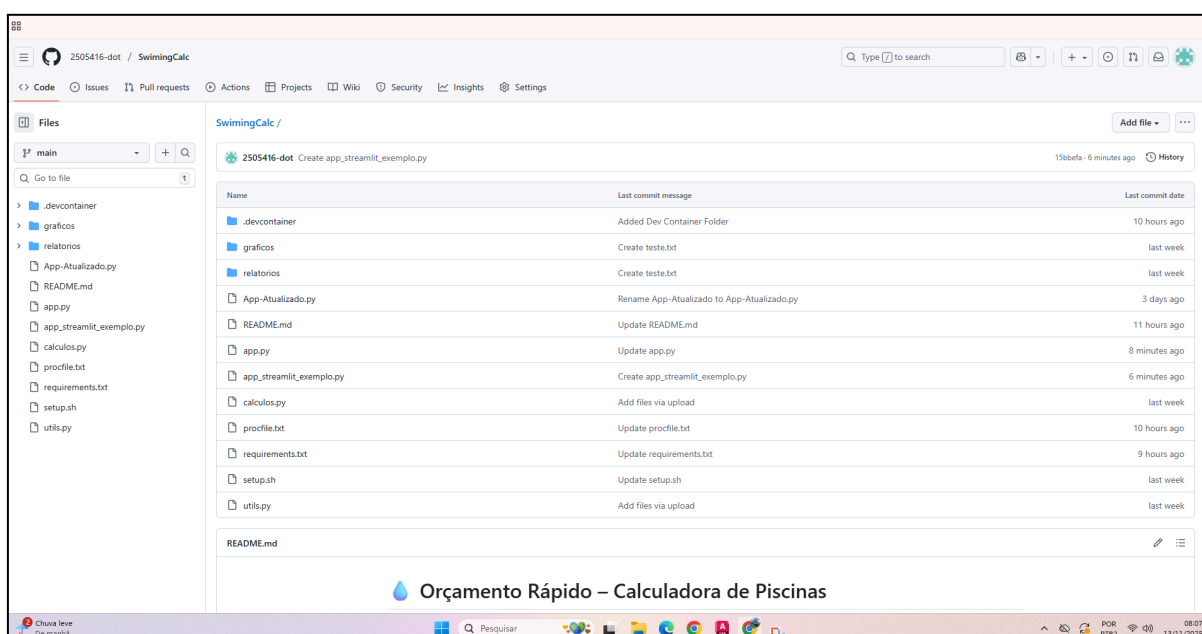 2505416-dot / SwimingCalc
Type / to search
Code Issues Pull requests Actions Projects Wiki Security Insights Settings
Files
SwimingCalc /
Add file
main
2505416-dot Create app_streamlit_exemplo.py
15bbefa · 6 minutes ago History
Go to file t
Name Last commit message Last commit date
.devcontainer
graficos
relatorios
App-Atualizado.py
README.md
app.py
app_streamlit_exemplo.py
calculos.py
procfile.txt
requirements.txt
setup.sh
utils.py
.devcontainer Added Dev Container Folder 10 hours ago
graficos Create teste.txt last week
relatorios Create teste.txt last week
App-Atualizado.py Rename App-Atualizado to App-Atualizado.py 3 days ago
README.md Update README.md 11 hours ago
app.py Update app.py 8 minutes ago
app_streamlit_exemplo.py Create app_streamlit_exemplo.py 6 minutes ago
calculos.py Add files via upload last week
procfile.txt Update procfile.txt 10 hours ago
requirements.txt Update requirements.txt 9 hours ago
setup.sh Update setup.sh last week
utils.py Add files via upload last week
README.md
Orçamento Rápido – Calculadora de Piscinas
2 Chuva leve
De manhã
Pesquisar
POR
08:07